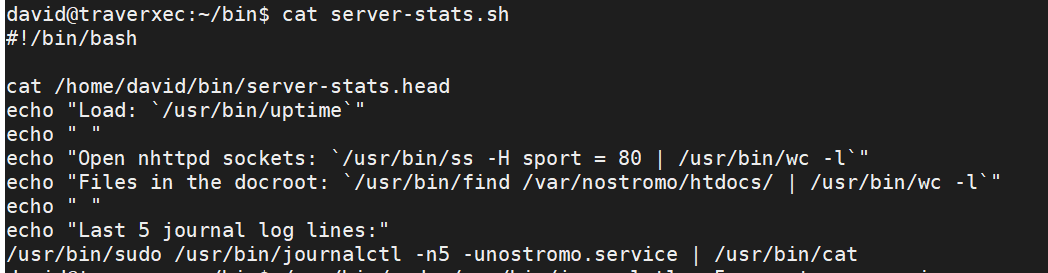 david@traverxec:~/bin$ cat server-stats.sh
#!/bin/bash
cat /home/david/bin/server-stats.head
echo "Load: `/usr/bin/uptime`"
echo " "
echo "Open nhttpd sockets: `/usr/bin/ss -H sport = 80 | /usr/bin/wc -l`"
echo "Files in the docroot: `/usr/bin/find /var/nostromo/htdocs/ | /usr/bin/wc -l`"
echo " "
echo "Last 5 journal log lines:"
/usr/bin/sudo /usr/bin/journalctl -n5 -unostromo.service | /usr/bin/cat